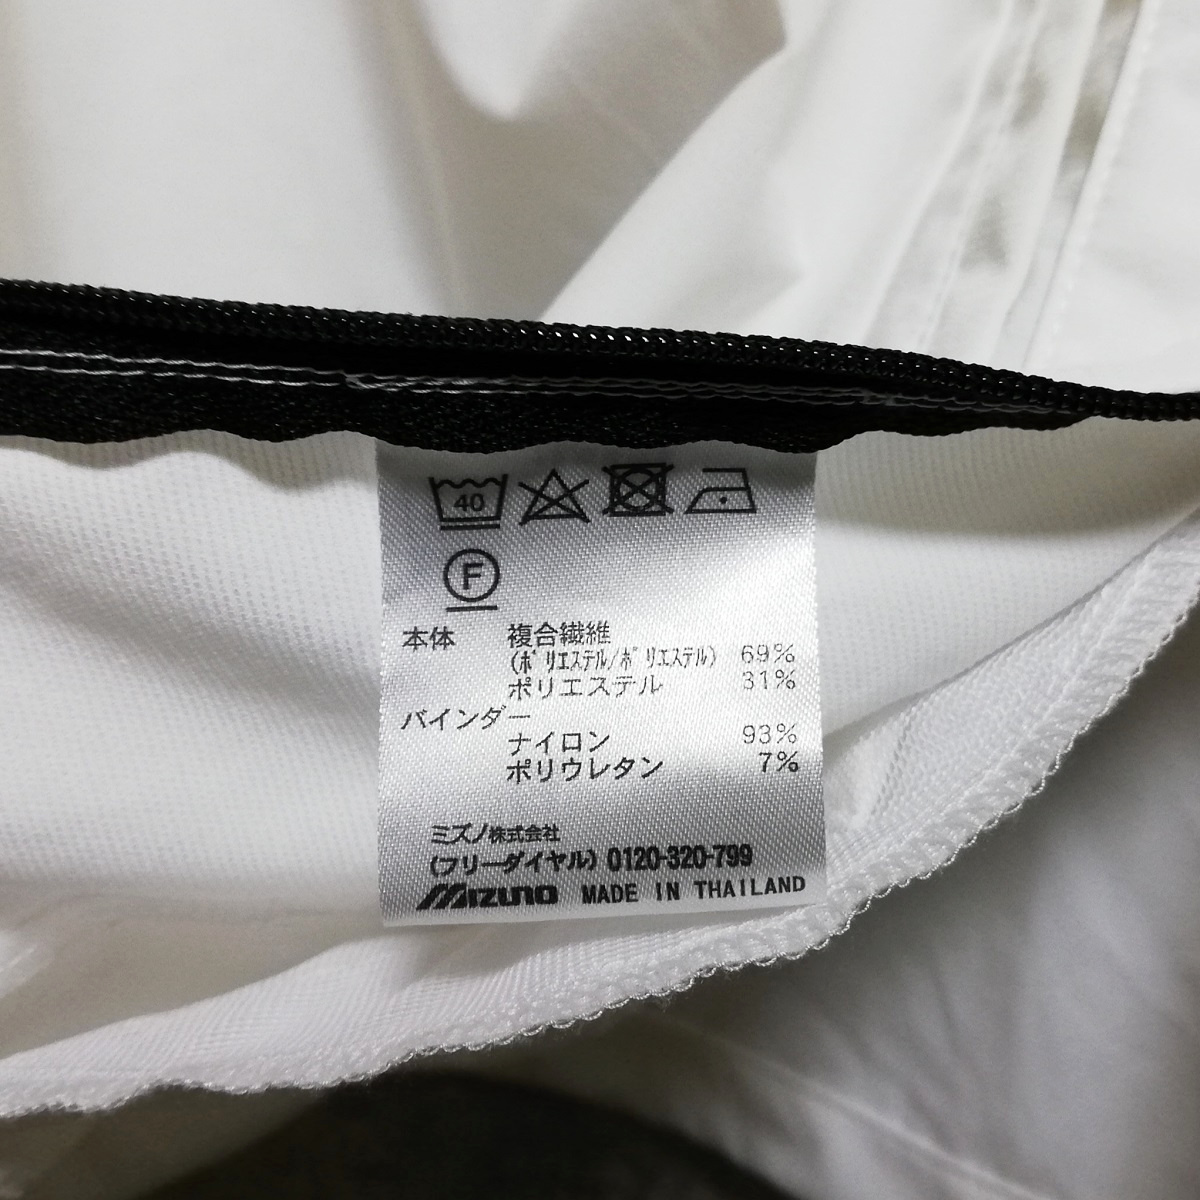 40
F
本体 複合繊維
(ポリエステル/ポリエステル) 69%
ポリエステル 31%
バインダー
ナイロン 93%
ポリウレタン 7%
ミズノ株式会社
(フリーダイヤル) 0120-320-799
MIZUNO MADE IN THAILAND